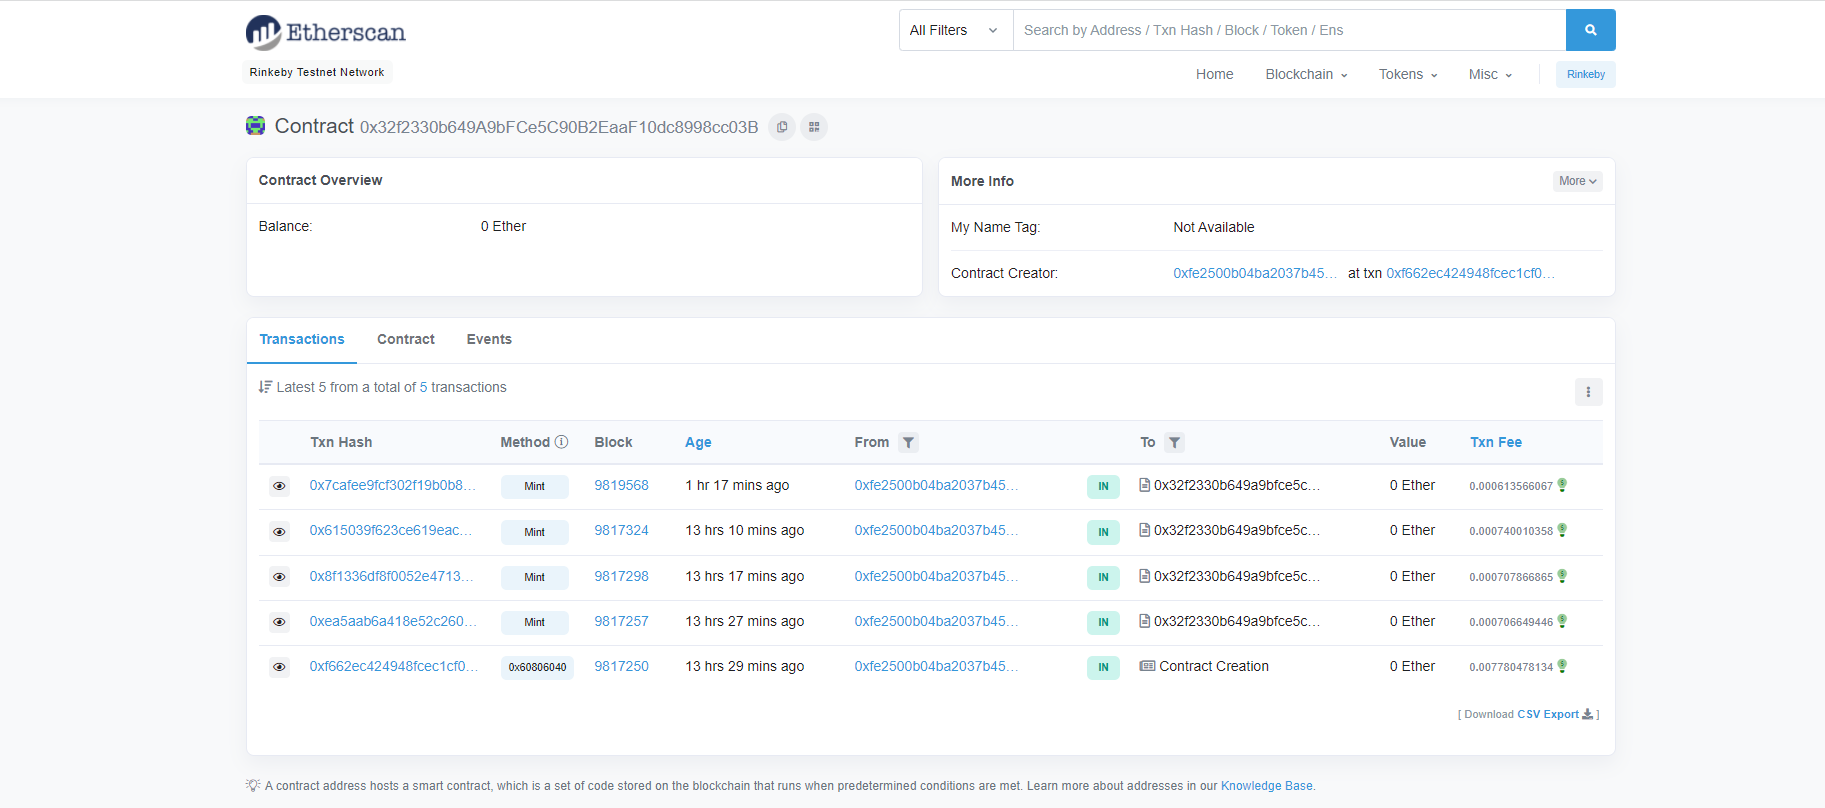 Etherscan
All Filters
Search by Address / Txn Hash / Block / Token / Ens
Rinkeby Testnet Network
Home Blockchain Tokens Misc Rinkeby
Contract 0x32f2330b649A9bFCe5C90B2EaaF10dc8998cc03B
Contract Overview
Balance: 0 Ether
More Info More
My Name Tag: Not Available
Contract Creator: 0xfe2500b04ba2037b45... at txn 0xf662ec424948fcec1cf0...
Transactions Contract Events
Latest 5 from a total of 5 transactions
Txn Hash Method Block Age From To Value Txn Fee
0x7cafee9fcf302f19b0b8... Mint 9819568 1 hr 17 mins ago 0xfe2500b04ba2037b45... IN 0x32f2330b649a9bfce5c... 0 Ether 0.000613566067
0x615039f623ce619eac... Mint 9817324 13 hrs 10 mins ago 0xfe2500b04ba2037b45... IN 0x32f2330b649a9bfce5c... 0 Ether 0.000740010358
0x8f1336df8f0052e4713... Mint 9817298 13 hrs 17 mins ago 0xfe2500b04ba2037b45... IN 0x32f2330b649a9bfce5c... 0 Ether 0.000707866865
0xea5aab6a418e52c260... Mint 9817257 13 hrs 27 mins ago 0xfe2500b04ba2037b45... IN 0x32f2330b649a9bfce5c... 0 Ether 0.000706649446
0xf662ec424948fcec1cf0... 0x60806040 9817250 13 hrs 29 mins ago 0xfe2500b04ba2037b45... IN Contract Creation 0 Ether 0.007780478134
[ Download CSV Export ]
A contract address hosts a smart contract, which is a set of code stored on the blockchain that runs when predetermined conditions are met. Learn more about addresses in our Knowledge Base.